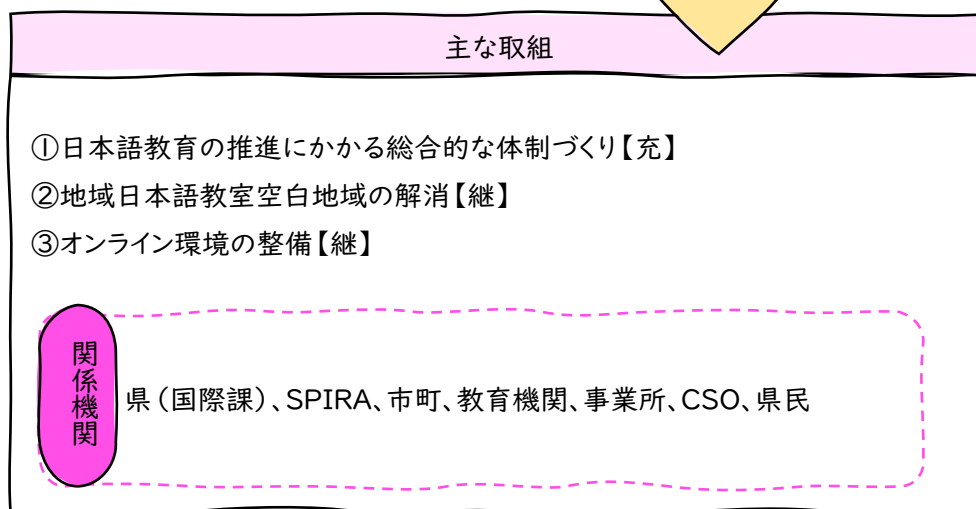 主な取組
①日本語教育の推進にかかる総合的な体制づくり【充】
②地域日本語教室空白地域の解消【継】
③オンライン環境の整備【継】
関係機関
県（国際課）、SPIRA、市町、教育機関、事業所、CSO、県民